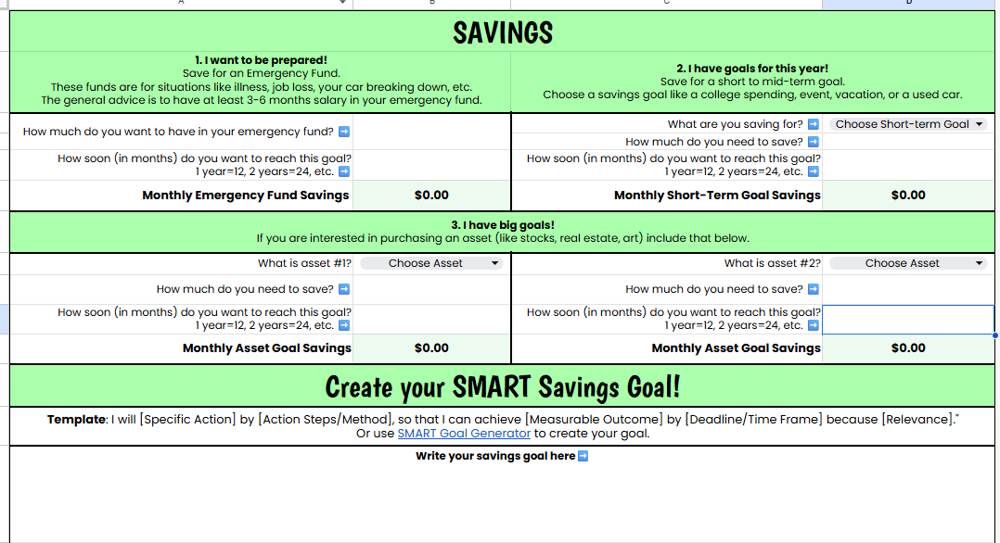 A B C D
SAVINGS
1. I want to be prepared!
Save for an Emergency Fund.
These funds are for situations like illness, job loss, your car breaking down, etc.
The general advice is to have at least 3-6 months salary in your emergency fund.
2. I have goals for this year!
Save for a short to mid-term goal.
Choose a savings goal like a college spending, event, vacation, or a used car.
How much do you want to have in your emergency fund? ➡️
What are you saving for? ➡️ Choose Short-term Goal
How much do you need to save? ➡️
How soon (in months) do you want to reach this goal?
1 year=12, 2 years=24, etc. ➡️
How soon (in months) do you want to reach this goal?
1 year=12, 2 years=24, etc. ➡️
Monthly Emergency Fund Savings $0.00
Monthly Short-Term Goal Savings $0.00
3. I have big goals!
If you are interested in purchasing an asset (like stocks, real estate, art) include that below.
What is asset #1? Choose Asset
What is asset #2? Choose Asset
How much do you need to save? ➡️
How much do you need to save? ➡️
How soon (in months) do you want to reach this goal?
1 year=12, 2 years=24, etc. ➡️
How soon (in months) do you want to reach this goal?
1 year=12, 2 years=24, etc. ➡️
Monthly Asset Goal Savings $0.00
Monthly Asset Goal Savings $0.00
Create your SMART Savings Goal!
Template: I will [Specific Action] by [Action Steps/Method], so that I can achieve [Measurable Outcome] by [Deadline/Time Frame] because [Relevance]."
Or use SMART Goal Generator to create your goal.
Write your savings goal here ➡️